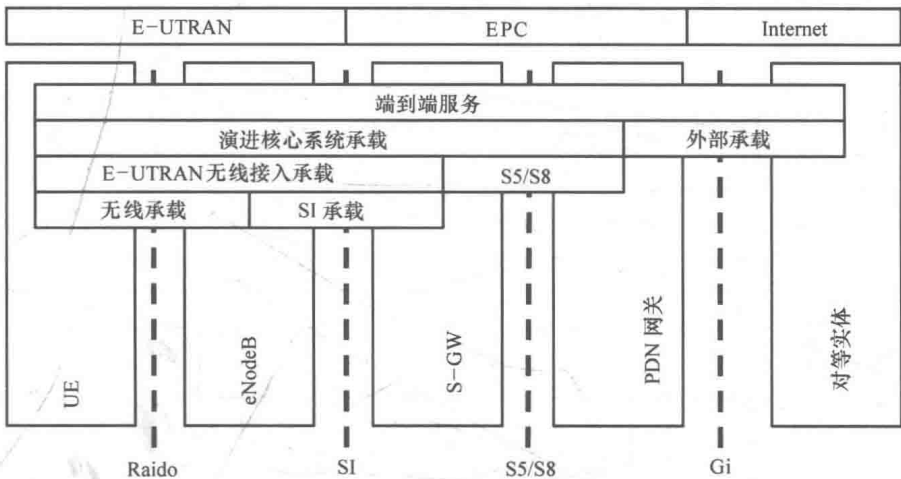 E-UTRAN EPC Internet
端到端服务
演进核心系统承载 外部承载
E-UTRAN无线接入承载 S5/S8
无线承载 SI 承载
UE eNodeB S-GW PDN 网关 对等实体
Raido SI S5/S8 Gi